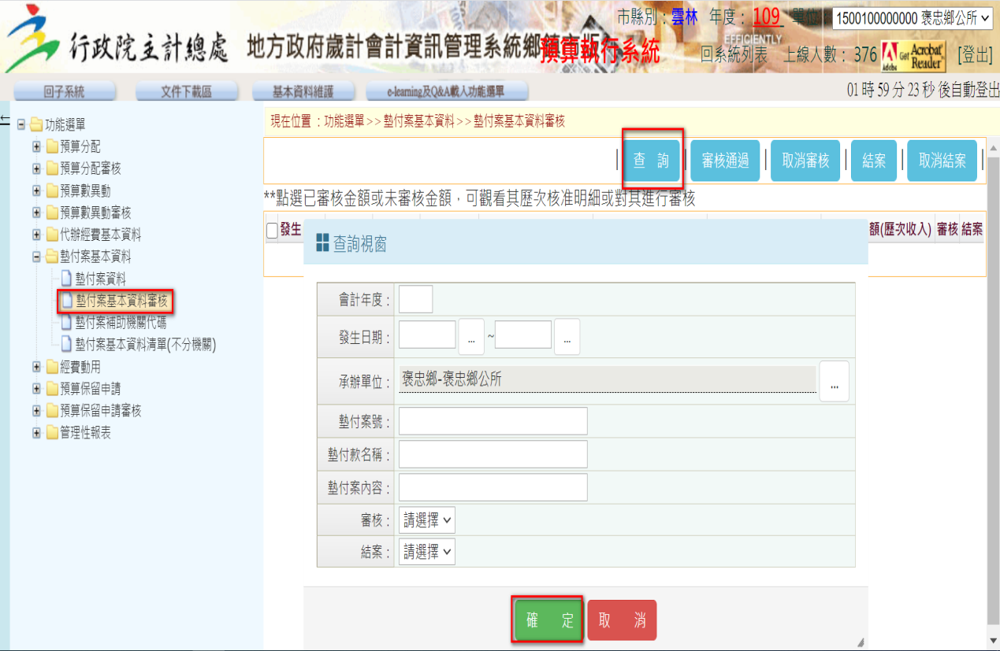 市縣別：雲林 年度：109 單位 1500100000000 褒忠鄉公所
行政院主計總處 地方政府歲計會計資訊管理系統鄉鎮市版
預算執行系統
EFFICIENTLY
回系統列表 上線人數：376 Adobe Get Acrobat Reader [登出]
回子系統 文件下載區 基本資料維護 e-learning及Q&A載入功能選單 01 時 59 分 23 秒 後自動登出
←
功能選單
預算分配
預算分配審核
預算數異動
預算數異動審核
代辦經費基本資料
墊付案基本資料
墊付案資料
墊付案基本資料審核
墊付案補助機關代碼
墊付案基本資料清單(不分機關)
經費動用
預算保留申請
預算保留申請審核
管理性報表
現在位置：功能選單>>墊付案基本資料>>墊付案基本資料審核
| 查 詢 | 審核通過 | 取消審核 | 結案 | 取消結案 |
**點選已審核金額或未審核金額，可觀看其歷次核准明細或對其進行審核
發生 額(歷次收入) 審核 結案
查詢視窗
會計年度：
發生日期： ... ~ ...
承辦單位： 褒忠鄉-褒忠鄉公所 ...
墊付案號：
墊付款名稱：
墊付案內容：
審核： 請選擇
結案： 請選擇
確 定 取 消